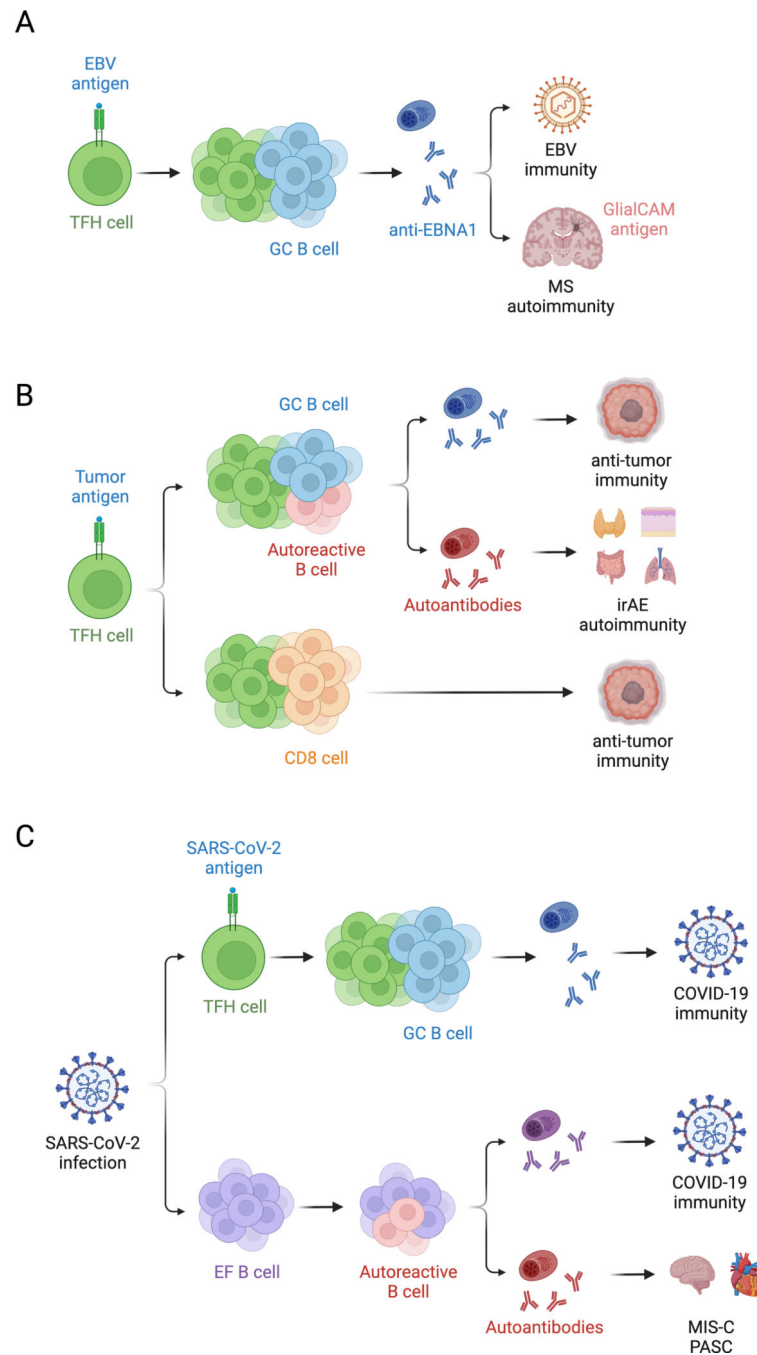 A
EBV
antigen
TFH cell
GC B cell
anti-EBNA1
EBV
immunity
GlialCAM
antigen
MS
autoimmunity
B
Tumor
antigen
TFH cell
GC B cell
Autoreactive
B cell
Autoantibodies
anti-tumor
immunity
irAE
autoimmunity
CD8 cell
anti-tumor
immunity
C
SARS-CoV-2
antigen
TFH cell
GC B cell
COVID-19
immunity
SARS-CoV-2
infection
EF B cell
Autoreactive
B cell
COVID-19
immunity
Autoantibodies
MIS-C
PASC